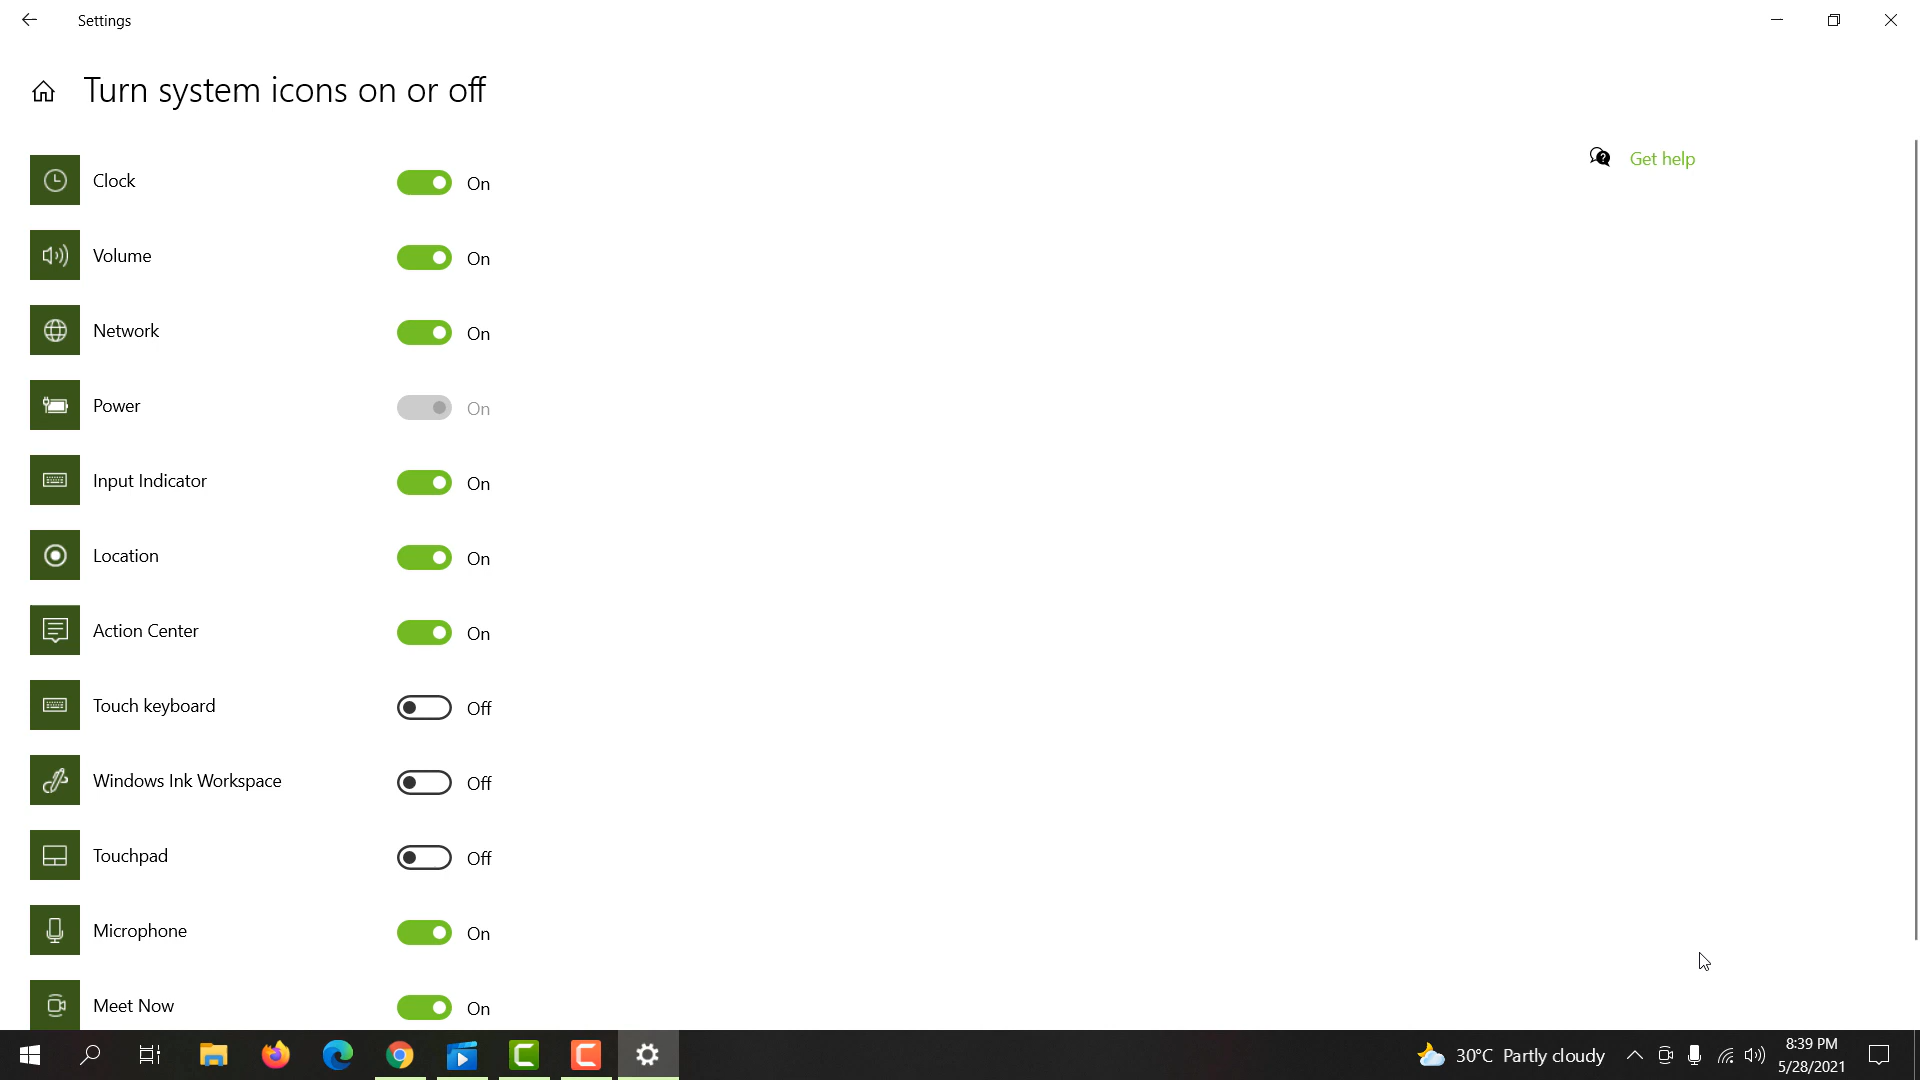 Settings
Turn system icons on or off
Get help
Clock On
Volume On
Network On
Power On
Input Indicator On
Location On
Action Center On
Touch keyboard Off
Windows Ink Workspace Off
Touchpad Off
Microphone On
Meet Now On
30°C Partly cloudy
8:39 PM
5/28/2021